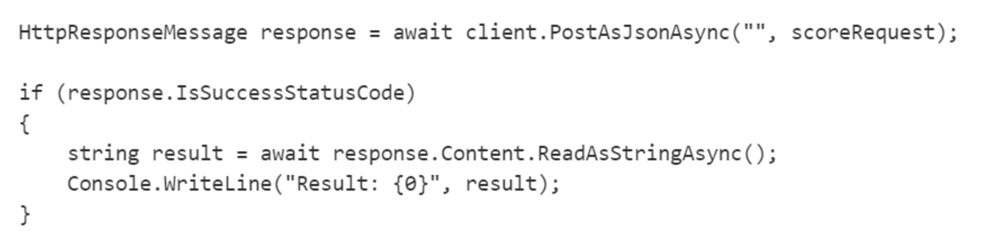 HttpResponseMessage response = await client.PostAsJsonAsync("", scoreRequest);
if (response.IsSuccessStatusCode)
{
    string result = await response.Content.ReadAsStringAsync();
    Console.WriteLine("Result: {0}", result);
}